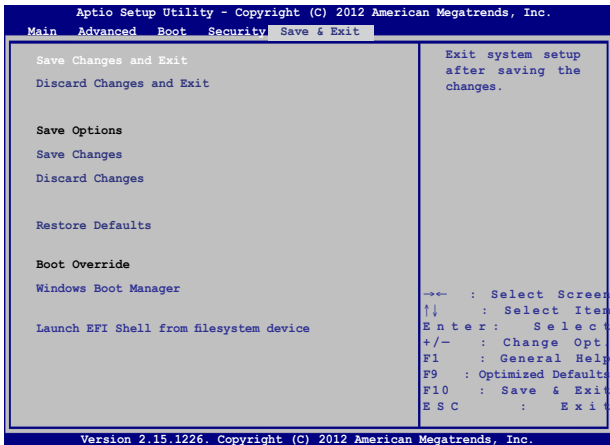 Aptio Setup Utility - Copyright (C) 2012 American Megatrends, Inc.
Main Advanced Boot Security Save & Exit
Save Changes and Exit
Discard Changes and Exit
Save Options
Save Changes
Discard Changes
Restore Defaults
Boot Override
Windows Boot Manager
Launch EFI Shell from filesystem device
Exit system setup
after saving the
changes.
→← : Select Screen
↑↓ : Select Item
Enter: Select
+/− : Change Opt.
F1 : General Help
F9 : Optimized Defaults
F10 : Save & Exit
ESC : Exit
Version 2.15.1226. Copyright (C) 2012 American Megatrends, Inc.